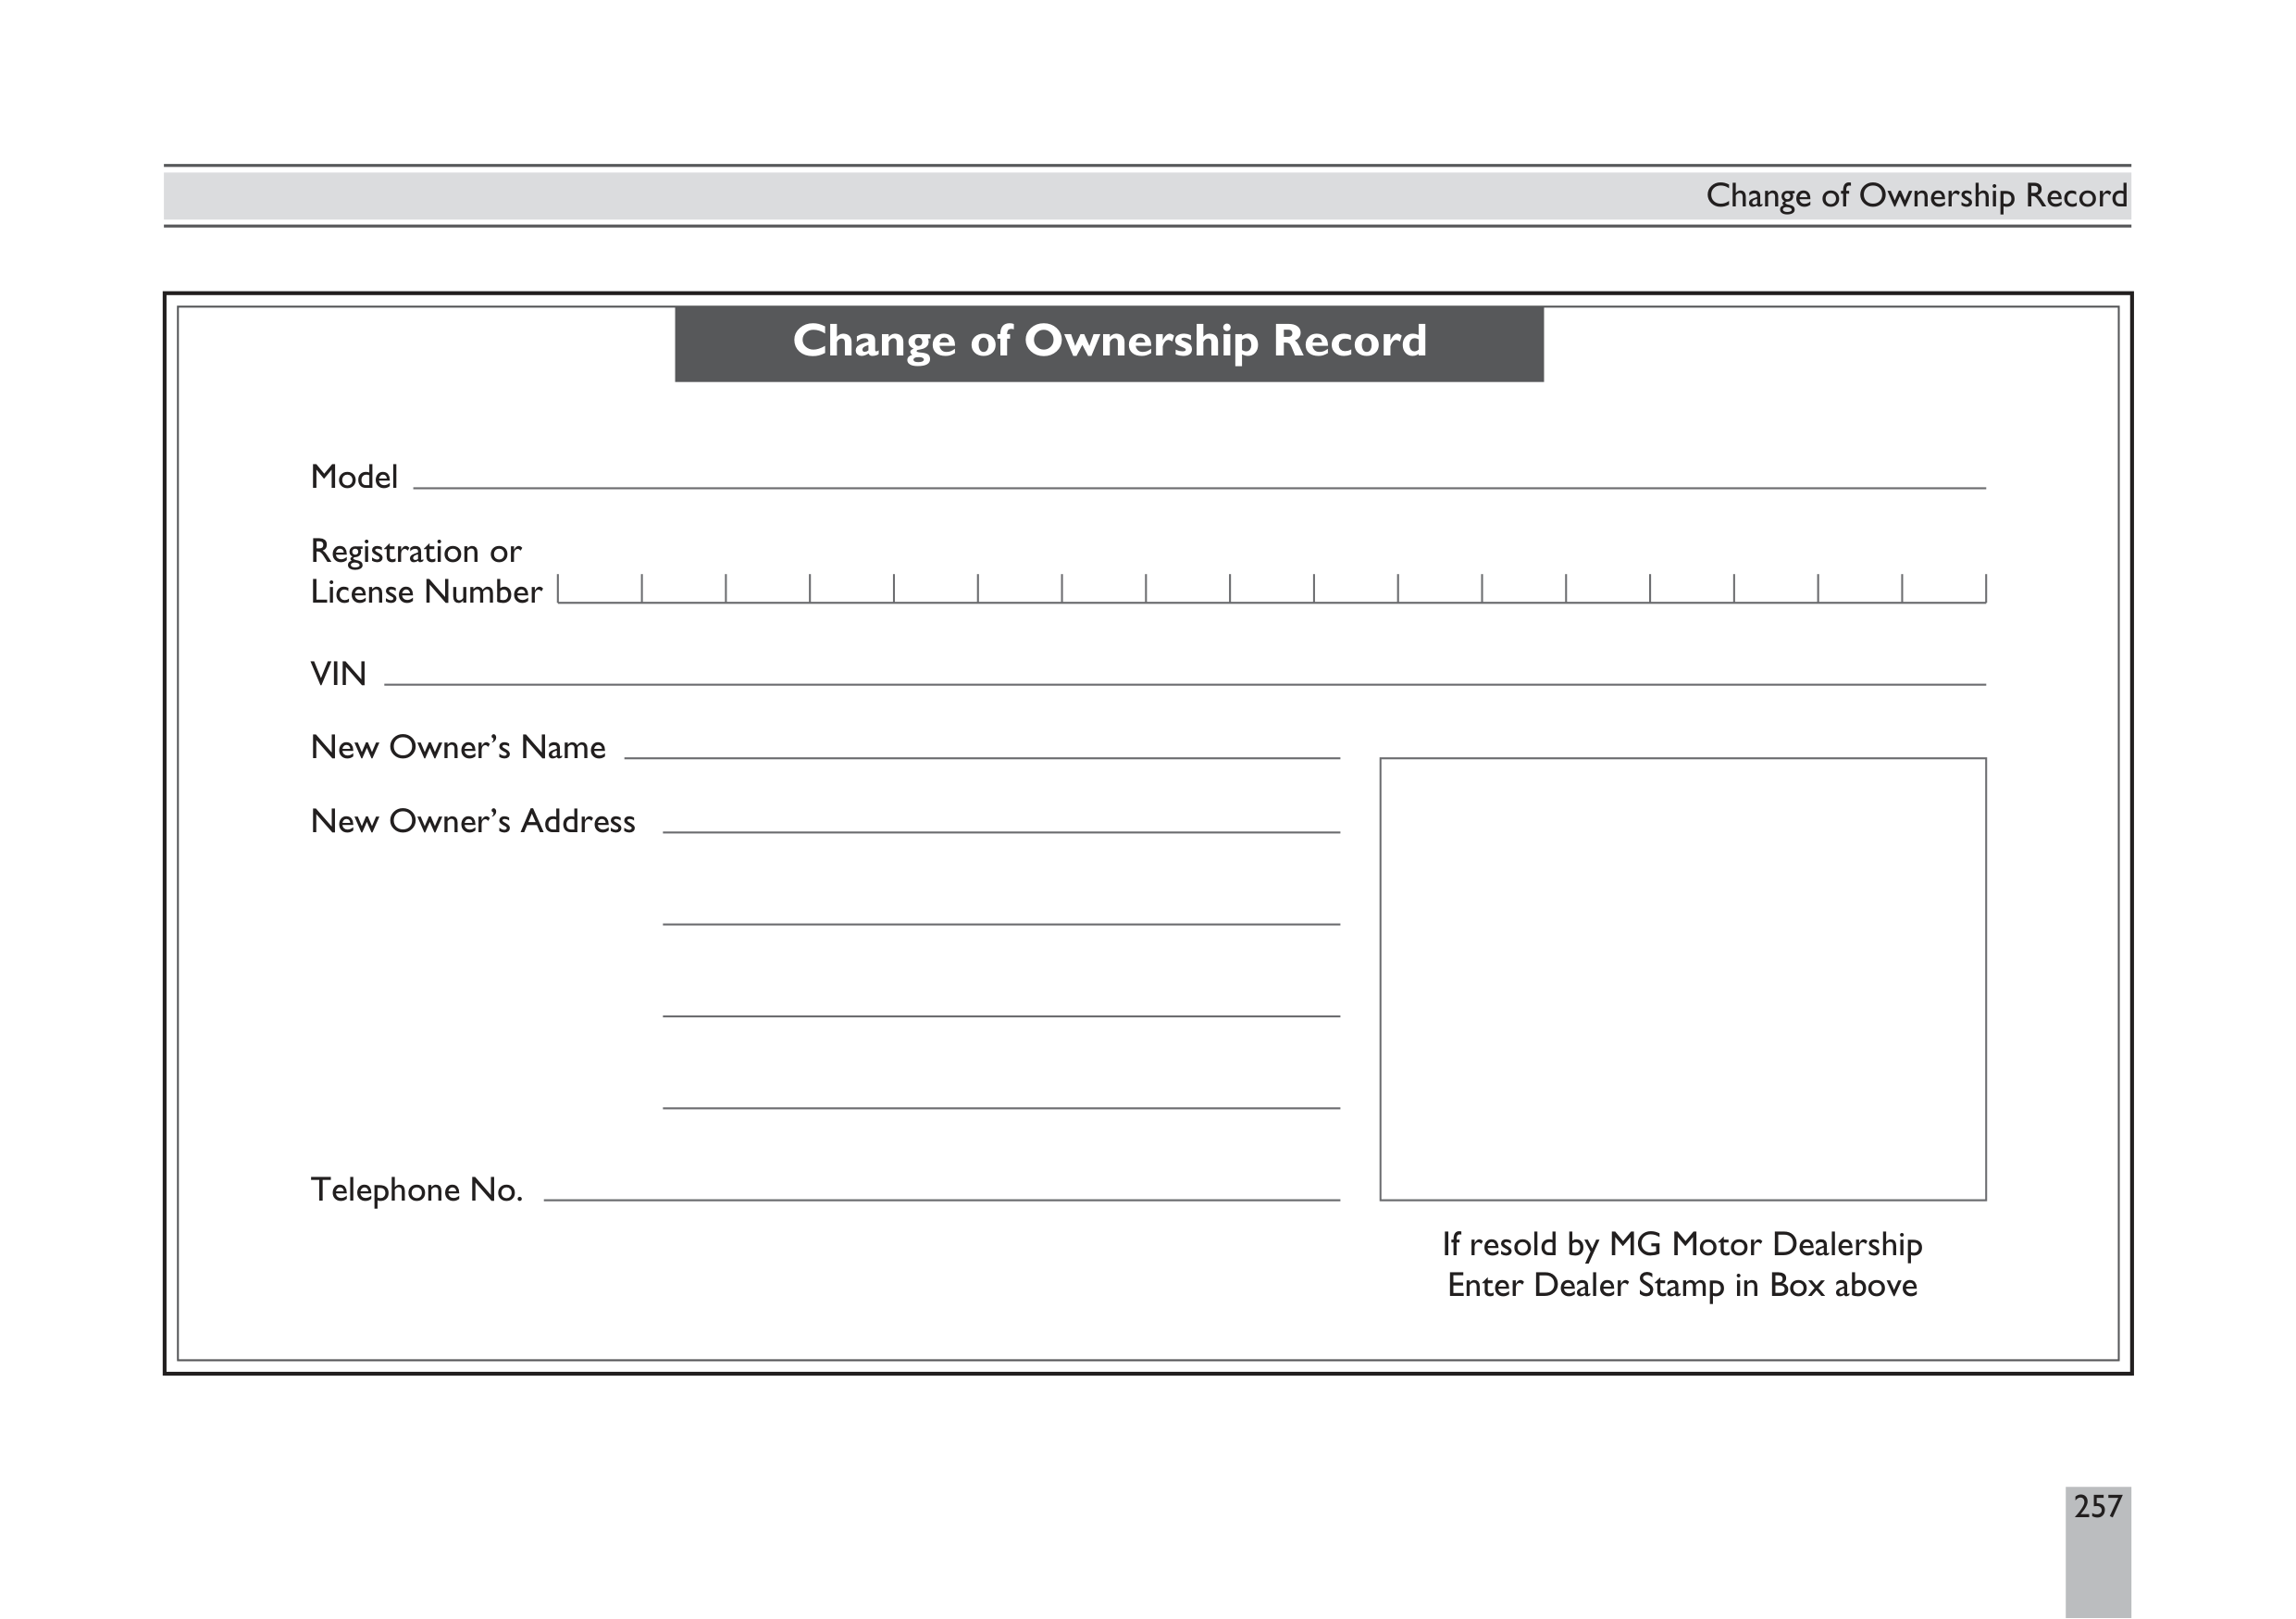 Change of Ownership Record
Change of Ownership Record
Model
Registration or
License Number
VIN
New Owner’s Name
New Owner’s Address
Telephone No.
If resold by MG Motor Dealership
Enter Dealer Stamp in Box above
257